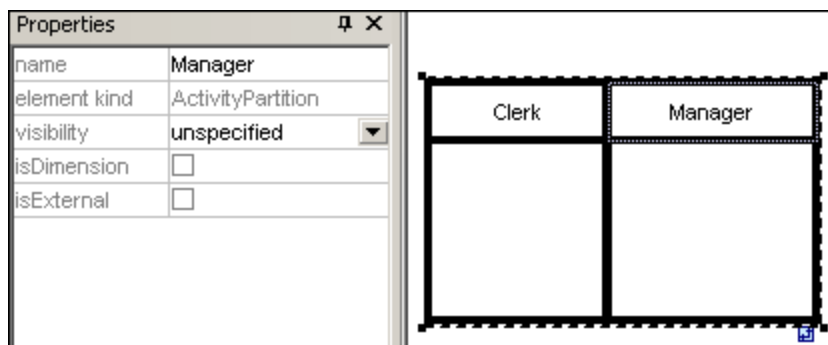 Properties
name Manager
element kind ActivityPartition
visibility unspecified
isDimension
isExternal
Clerk Manager